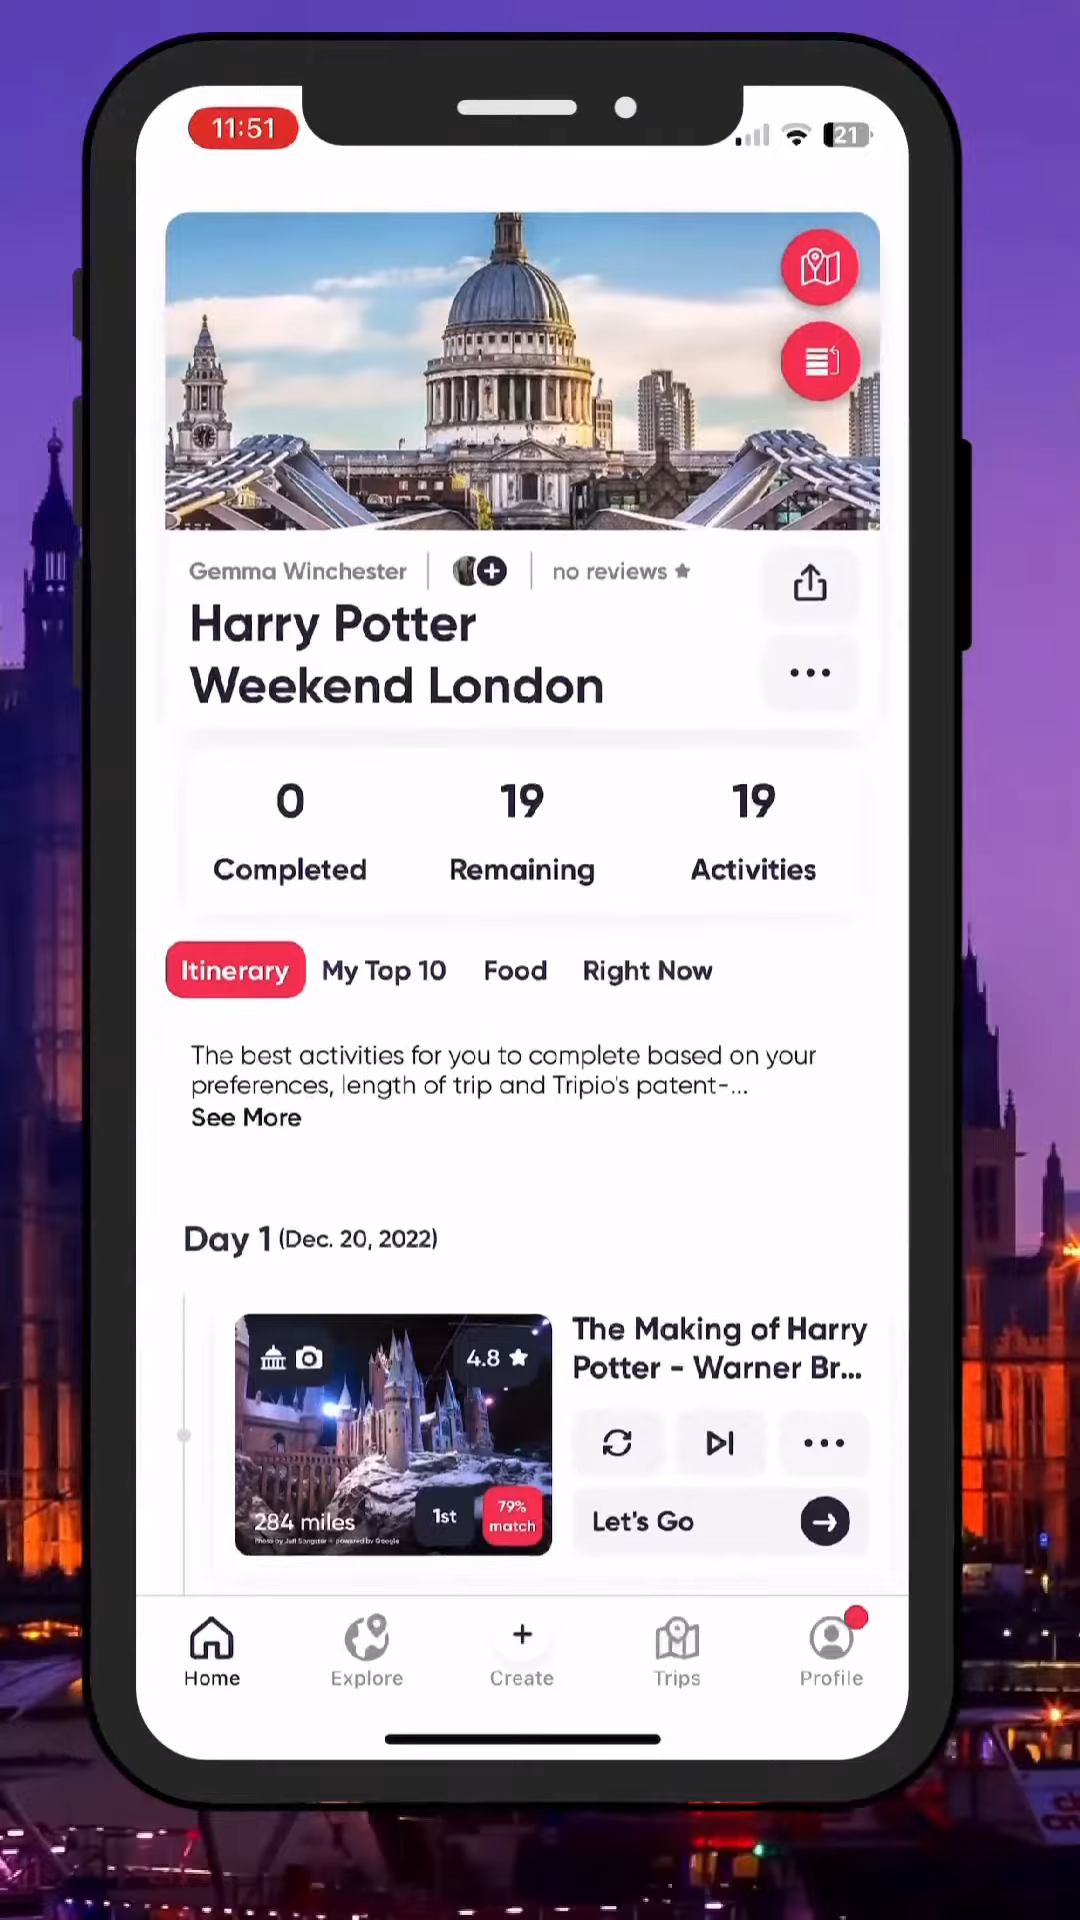 11:51
21
Gemma Winchester
no reviews
Harry Potter
Weekend London
0
19
19
Completed
Remaining
Activities
Itinerary
My Top 10
Food
Right Now
The best activities for you to complete based on your
preferences, length of trip and Tripio's patent-...
See More
Day 1 (Dec. 20, 2022)
4.8
284 miles
1st
79%
match
The Making of Harry
Potter - Warner Br...
Let's Go
Home
Explore
Create
Trips
Profile